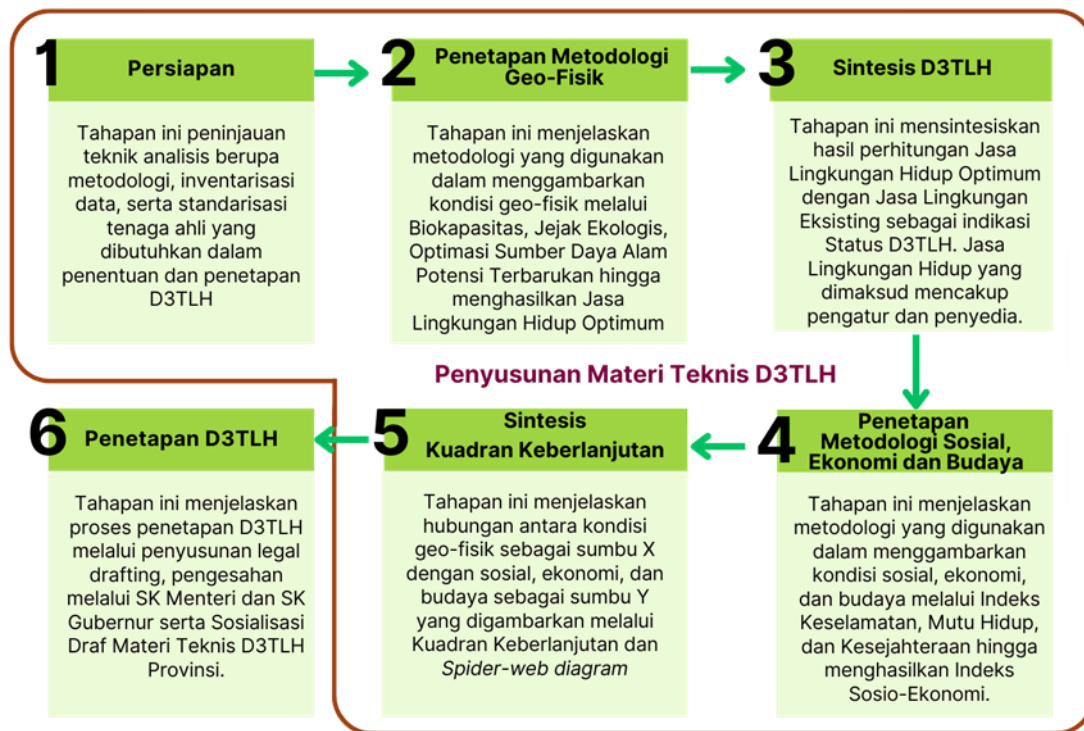 1
Persiapan
Tahapan ini peninjauan
teknik analisis berupa
metodologi, inventarisasi
data, serta standarisasi
tenaga ahli yang
dibutuhkan dalam
penentuan dan penetapan
D3TLH
2
Penetapan Metodologi
Geo-Fisik
Tahapan ini menjelaskan
metodologi yang digunakan
dalam menggambarkan
kondisi geo-fisik melalui
Biokapasitas, Jejak Ekologis,
Optimasi Sumber Daya Alam
Potensi Terbarukan hingga
menghasilkan Jasa
Lingkungan Hidup Optimum
3
Sintesis D3TLH
Tahapan ini mensintesiskan
hasil perhitungan Jasa
Lingkungan Hidup Optimum
dengan Jasa Lingkungan
Eksisting sebagai indikasi
Status D3TLH. Jasa
Lingkungan Hidup yang
dimaksud mencakup
pengatur dan penyedia.
Penyusunan Materi Teknis D3TLH
4
Penetapan
Metodologi Sosial,
Ekonomi dan Budaya
Tahapan ini menjelaskan
metodologi yang digunakan
dalam menggambarkan
kondisi sosial, ekonomi,
dan budaya melalui Indeks
Keselamatan, Mutu Hidup,
dan Kesejahteraan hingga
menghasilkan Indeks
Sosio-Ekonomi.
5
Sintesis
Kuadran Keberlanjutan
Tahapan ini menjelaskan
hubungan antara kondisi
geo-fisik sebagai sumbu X
dengan sosial, ekonomi, dan
budaya sebagai sumbu Y
yang digambarkan melalui
Kuadran Keberlanjutan dan
Spider-web diagram
6
Penetapan D3TLH
Tahapan ini menjelaskan
proses penetapan D3TLH
melalui penyusunan legal
drafting, pengesahan
melalui SK Menteri dan SK
Gubernur serta Sosialisasi
Draf Materi Teknis D3TLH
Provinsi.